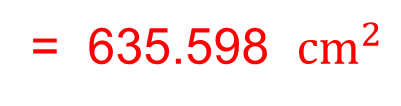 = 635.598 cm²